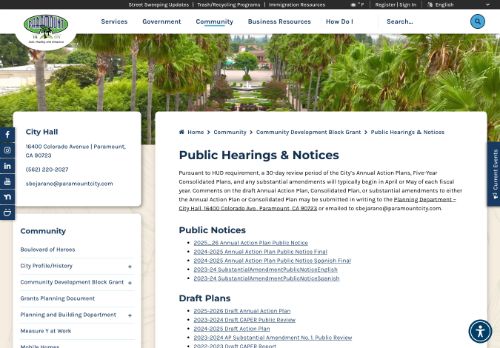 Street Sweeping Updates | Trash/Recycling Programs | Immigration Resources
° F | Register | Sign In | English
PARAMOUNT
Services Government Community Business Resources How Do I Search...
City Hall
16400 Colorado Avenue | Paramount,
CA 90723
(562) 220-2027
sbejarano@paramountcity.com
Community
Boulevard of Heroes
City Profile/History +
Community Development Block Grant +
Grants Planning Document
Planning and Building Department +
Measure Y at Work
Mobile Homes
Home > Community > Community Development Block Grant > Public Hearings & Notices
Public Hearings & Notices
Pursuant to HUD requirement, a 30-day review period of the City's Annual Action Plans, Five-Year
Consolidated Plans, and any substantial amendments will typically begin in April or May of each fiscal
year. Comments on the draft Annual Action Plan, Consolidated Plan, or substantial amendments to either
the Annual Action Plan or Consolidated Plan may be submitted in writing to the Planning Department –
City Hall, 16400 Colorado Ave., Paramount, CA 90723 or emailed to sbejarano@paramountcity.com.
Public Notices
2025_26 Annual Action Plan Public Notice
2024-2025 Annual Action Plan Public Notice Final
2024-2025 Annual Action Plan Public Notice Spanish Final
2023-24 SubstantialAmendmentPublicNoticeEnglish
2023-24 SubstantialAmendmentPublicNoticeSpanish
Draft Plans
2025-2026 Draft Annual Action Plan
2023-2024 Draft CAPER Public Review
2024-2025 Draft Action Plan
2023-2024 AP Substantial Amendment No. 1. Public Review
2022-2023 Draft CAPER Report
Current Events